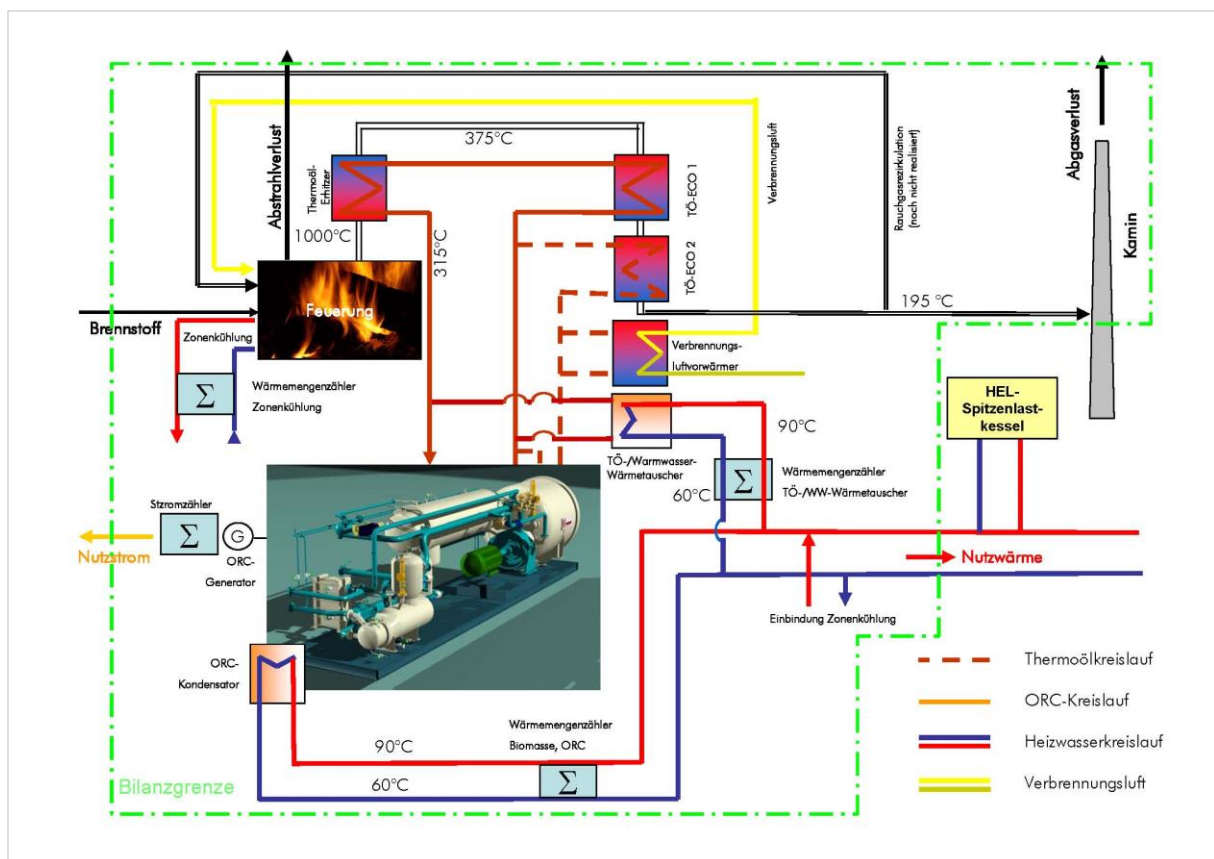 Abstrahlverlust
375°C
Thermoöl-
Erhitzer
1000°C
315°C
TÖ-ECO 1
TÖ-ECO 2
Verbrennungsluft
Rauchgasrezirkulation
(noch nicht realisiert)
Abgasverlust
Kamin
195 °C
Feuerung
Brennstoff
Zonenkühlung
Σ
Wärmemengenzähler
Zonenkühlung
Verbrennungs-
luftvorwärmer
HEL-
Spitzenlast-
kessel
90°C
TÖ-/Warmwasser-
Wärmetauscher
60°C
Σ
Wärmemengenzähler
TÖ-/WW-Wärmetauscher
Stzromzähler
Σ
G
Nutzstrom
ORC-
Generator
Nutzwärme
Einbindung Zonenkühlung
ORC-
Kondensator
Wärmemengenzähler
Biomasse, ORC
90°C
Σ
60°C
Bilanzgrenze
Thermoölkreislauf
ORC-Kreislauf
Heizwasserkreislauf
Verbrennungsluft